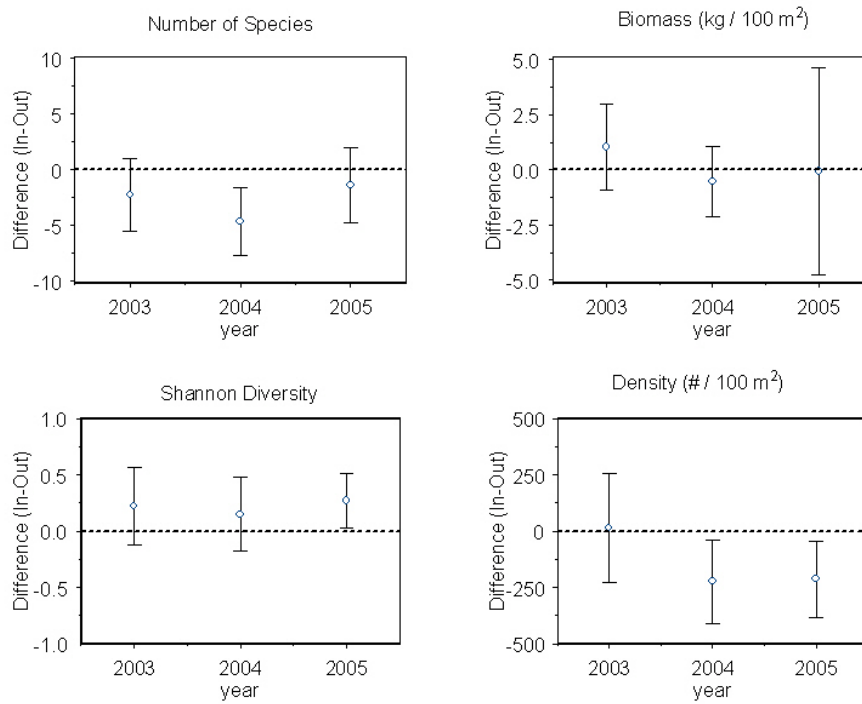 Number of Species
Difference (In-Out)
10
5
0
-5
-10
2003 2004 2005
year
Biomass (kg / 100 m²)
Difference (In-Out)
5.0
2.5
0.0
-2.5
-5.0
2003 2004 2005
year
Shannon Diversity
Difference (In-Out)
1.0
0.5
0.0
-0.5
-1.0
2003 2004 2005
year
Density (# / 100 m²)
Difference (In-Out)
500
250
0
-250
-500
2003 2004 2005
year